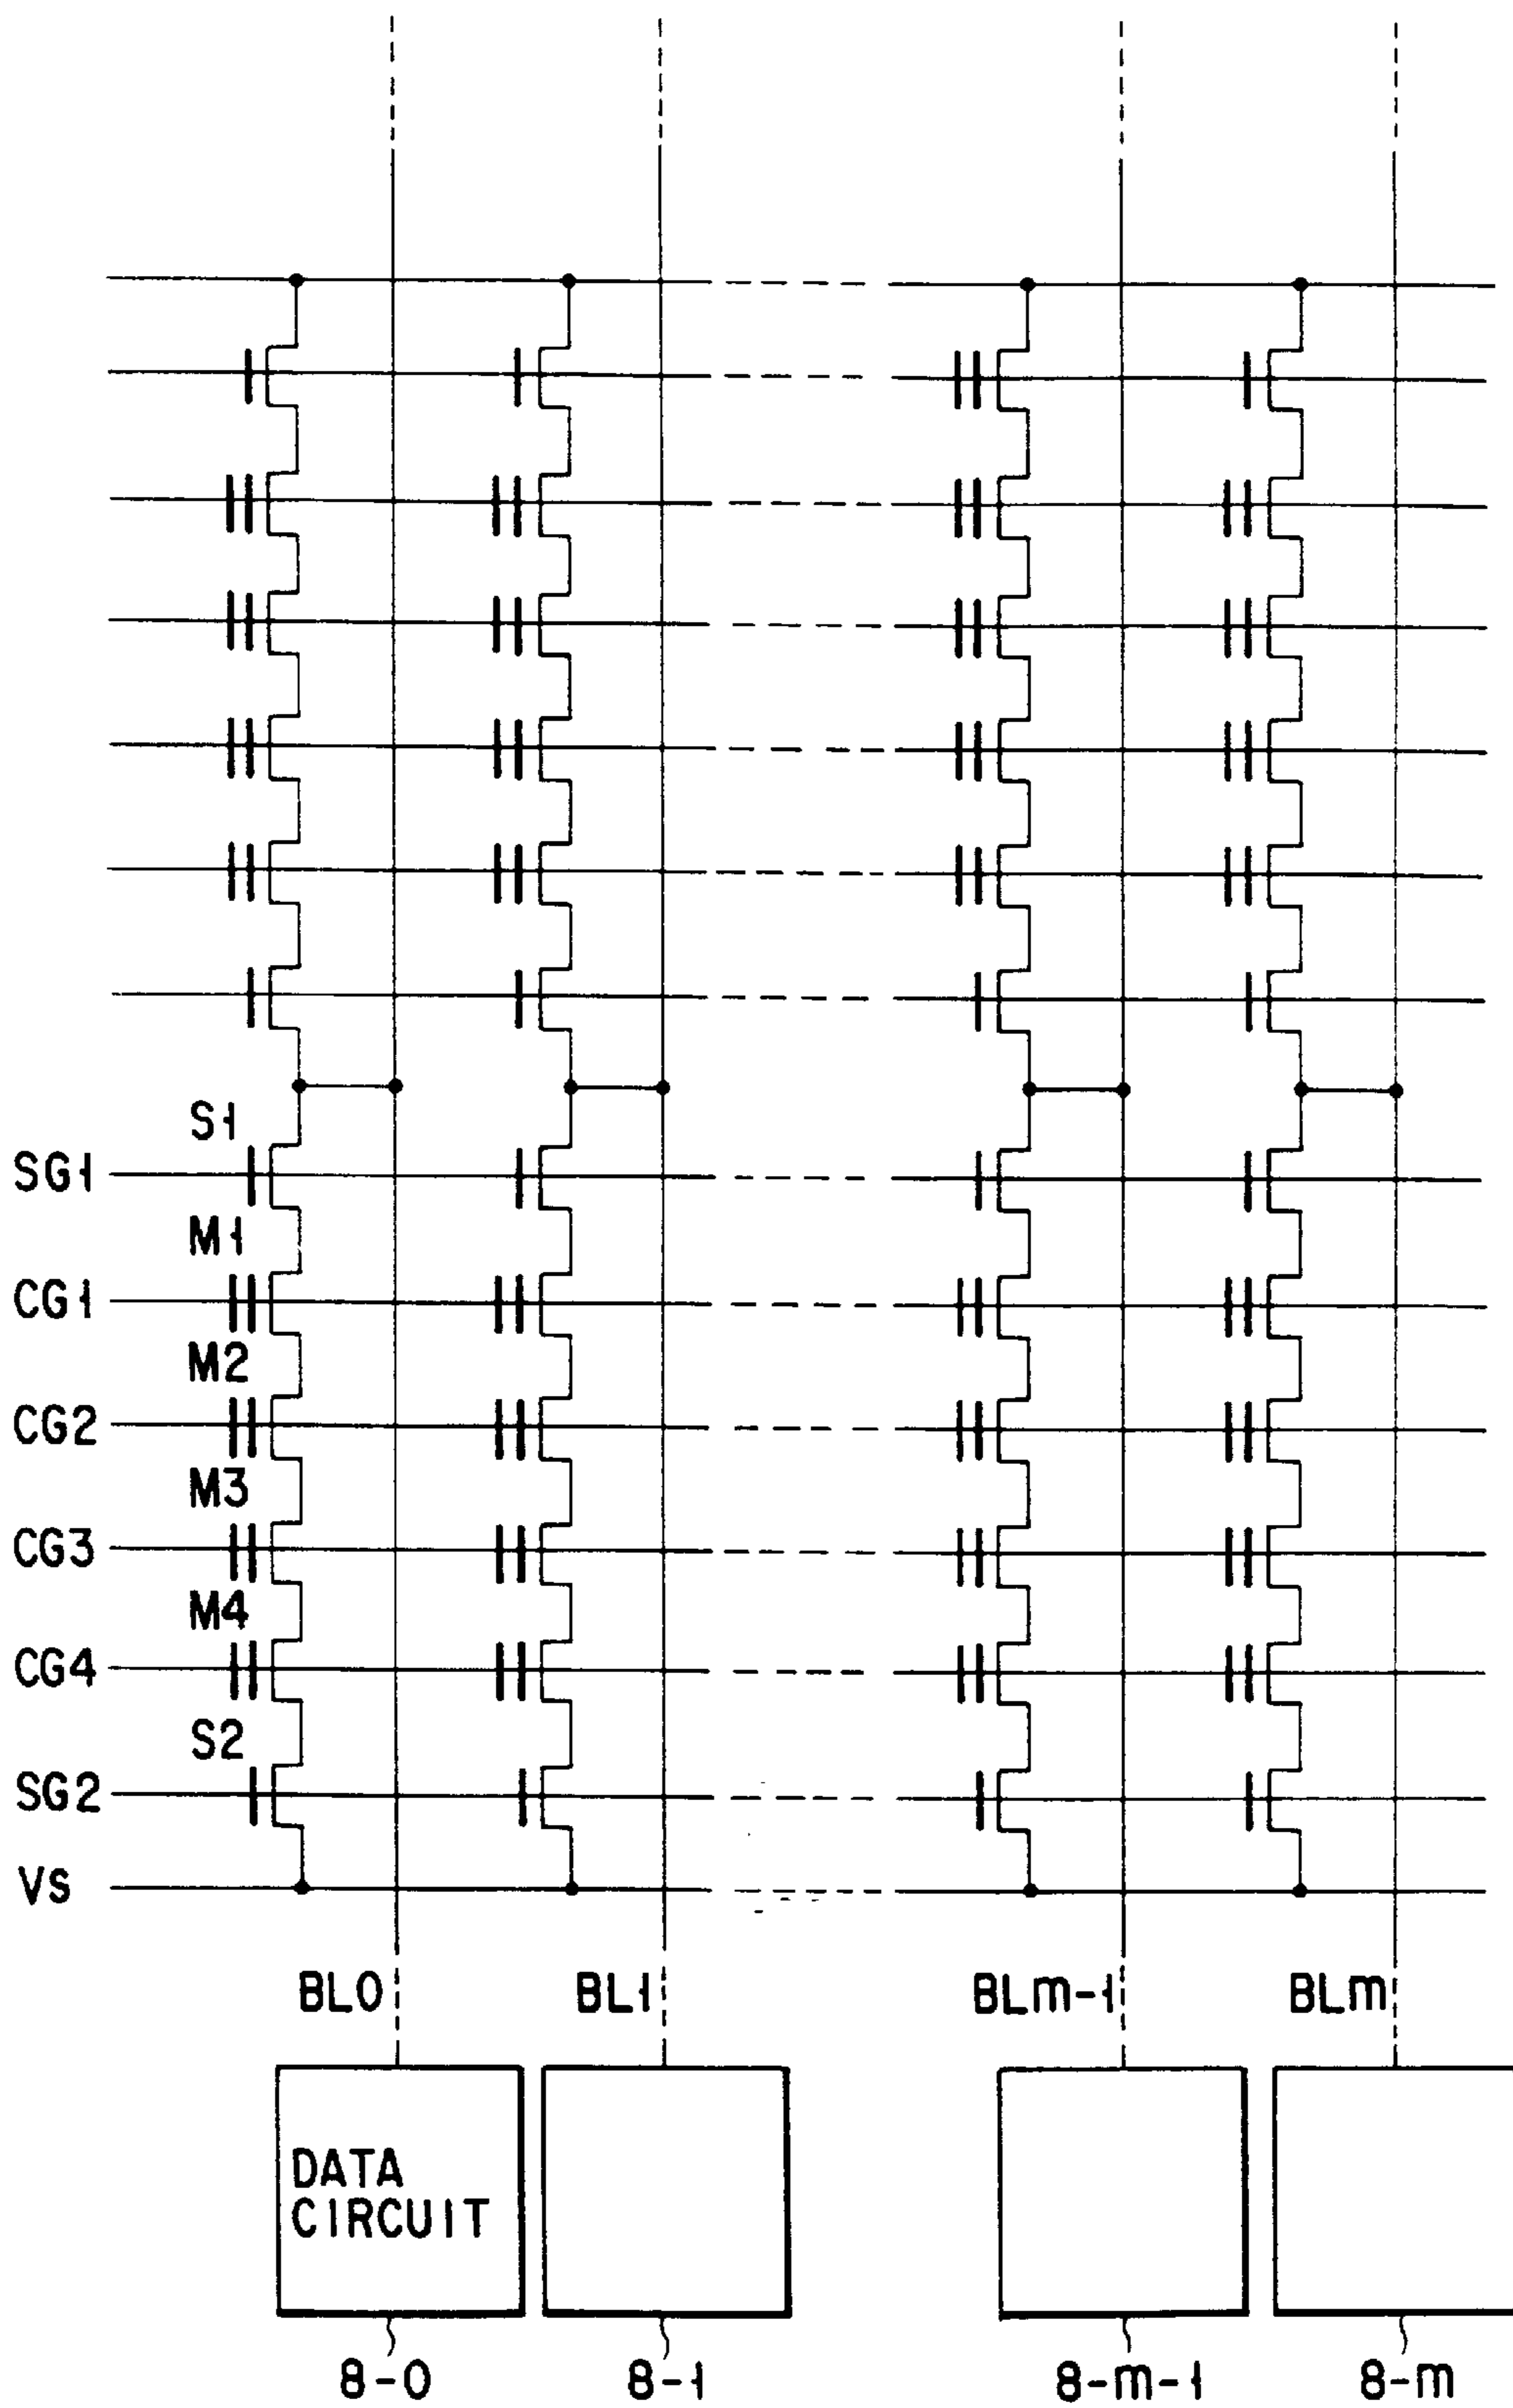 S1
SG1
M1
CG1
M2
CG2
M3
CG3
M4
CG4
S2
SG2
Vs
BL0 BL1 BLm-1 BLm
DATA
CIRCUIT
8-0 8-1 8-m-1 8-m